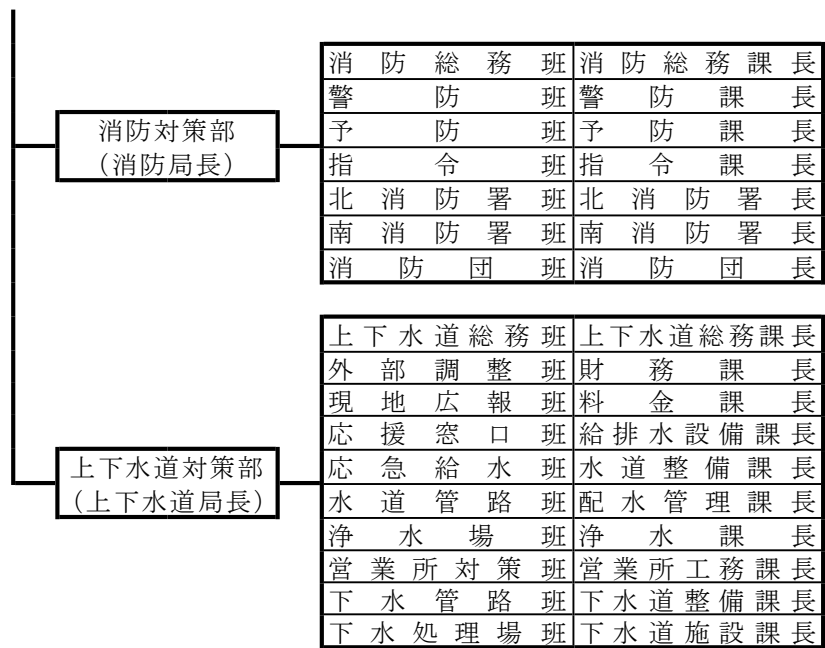 消防対策部
（消防局長）
消防総務班 消防総務課長
警防班 警防課長
予防班 予防課長
指令班 指令課長
北消防署班 北消防署長
南消防署班 南消防署長
消防団班 消防団長
上下水道対策部
（上下水道局長）
上下水道総務班 上下水道総務課長
外部調整班 財務課長
現地広報班 料金課長
応援窓口班 給排水設備課長
応急給水班 水道整備課長
水道管路班 配水管理課長
浄水場班 浄水課長
営業所対策班 営業所工務課長
下水管路班 下水道整備課長
下水処理場班 下水道施設課長